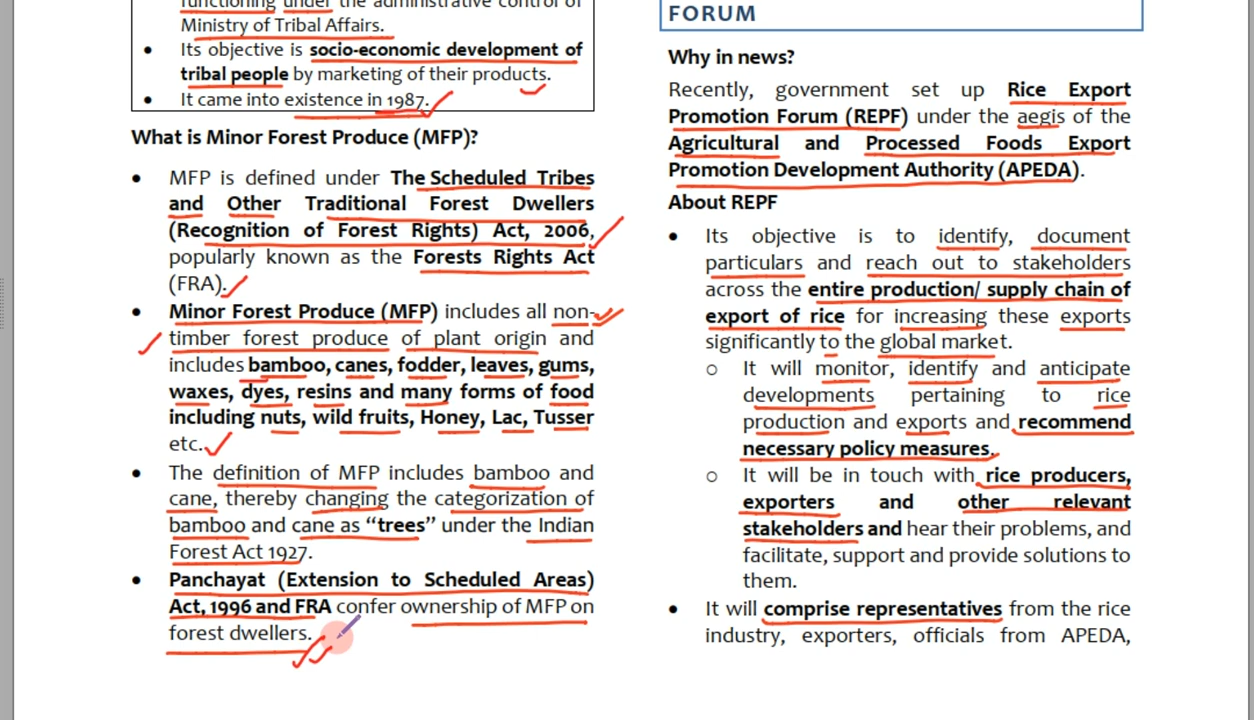 functioning under the administrative control of
Ministry of Tribal Affairs.
• Its objective is socio-economic development of
tribal people by marketing of their products.
• It came into existence in 1987.
What is Minor Forest Produce (MFP)?
• MFP is defined under The Scheduled Tribes
and Other Traditional Forest Dwellers
(Recognition of Forest Rights) Act, 2006,
popularly known as the Forests Rights Act
(FRA).
• Minor Forest Produce (MFP) includes all non-
timber forest produce of plant origin and
includes bamboo, canes, fodder, leaves, gums,
waxes, dyes, resins and many forms of food
including nuts, wild fruits, Honey, Lac, Tusser
etc.
• The definition of MFP includes bamboo and
cane, thereby changing the categorization of
bamboo and cane as “trees” under the Indian
Forest Act 1927.
• Panchayat (Extension to Scheduled Areas)
Act, 1996 and FRA confer ownership of MFP on
forest dwellers.
FORUM
Why in news?
Recently, government set up Rice Export
Promotion Forum (REPF) under the aegis of the
Agricultural and Processed Foods Export
Promotion Development Authority (APEDA).
About REPF
• Its objective is to identify, document
particulars and reach out to stakeholders
across the entire production/ supply chain of
export of rice for increasing these exports
significantly to the global market.
o It will monitor, identify and anticipate
developments pertaining to rice
production and exports and recommend
necessary policy measures.
o It will be in touch with rice producers,
exporters and other relevant
stakeholders and hear their problems, and
facilitate, support and provide solutions to
them.
• It will comprise representatives from the rice
industry, exporters, officials from APEDA,